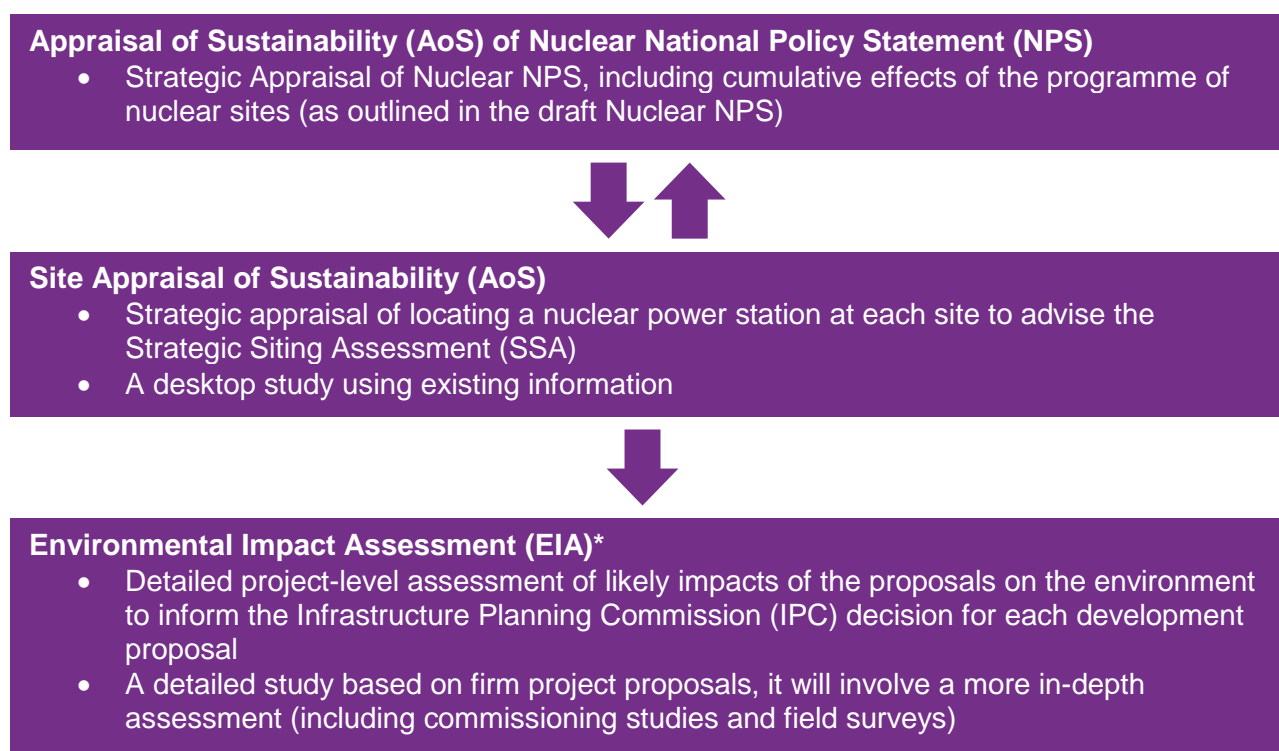 Appraisal of Sustainability (AoS) of Nuclear National Policy Statement (NPS)
• Strategic Appraisal of Nuclear NPS, including cumulative effects of the programme of
nuclear sites (as outlined in the draft Nuclear NPS)
Site Appraisal of Sustainability (AoS)
• Strategic appraisal of locating a nuclear power station at each site to advise the
Strategic Siting Assessment (SSA)
• A desktop study using existing information
Environmental Impact Assessment (EIA)*
• Detailed project-level assessment of likely impacts of the proposals on the environment
to inform the Infrastructure Planning Commission (IPC) decision for each development
proposal
• A detailed study based on firm project proposals, it will involve a more in-depth
assessment (including commissioning studies and field surveys)